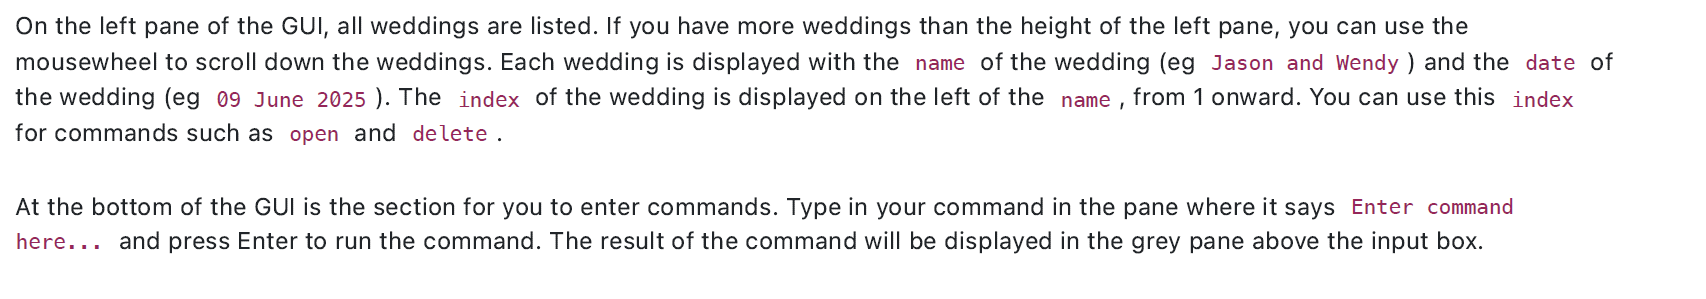 On the left pane of the GUI, all weddings are listed. If you have more weddings than the height of the left pane, you can use the
mousewheel to scroll down the weddings. Each wedding is displayed with the name of the wedding (eg Jason and Wendy ) and the date of
the wedding (eg 09 June 2025 ). The index of the wedding is displayed on the left of the name , from 1 onward. You can use this index
for commands such as open and delete .
At the bottom of the GUI is the section for you to enter commands. Type in your command in the pane where it says Enter command
here... and press Enter to run the command. The result of the command will be displayed in the grey pane above the input box.